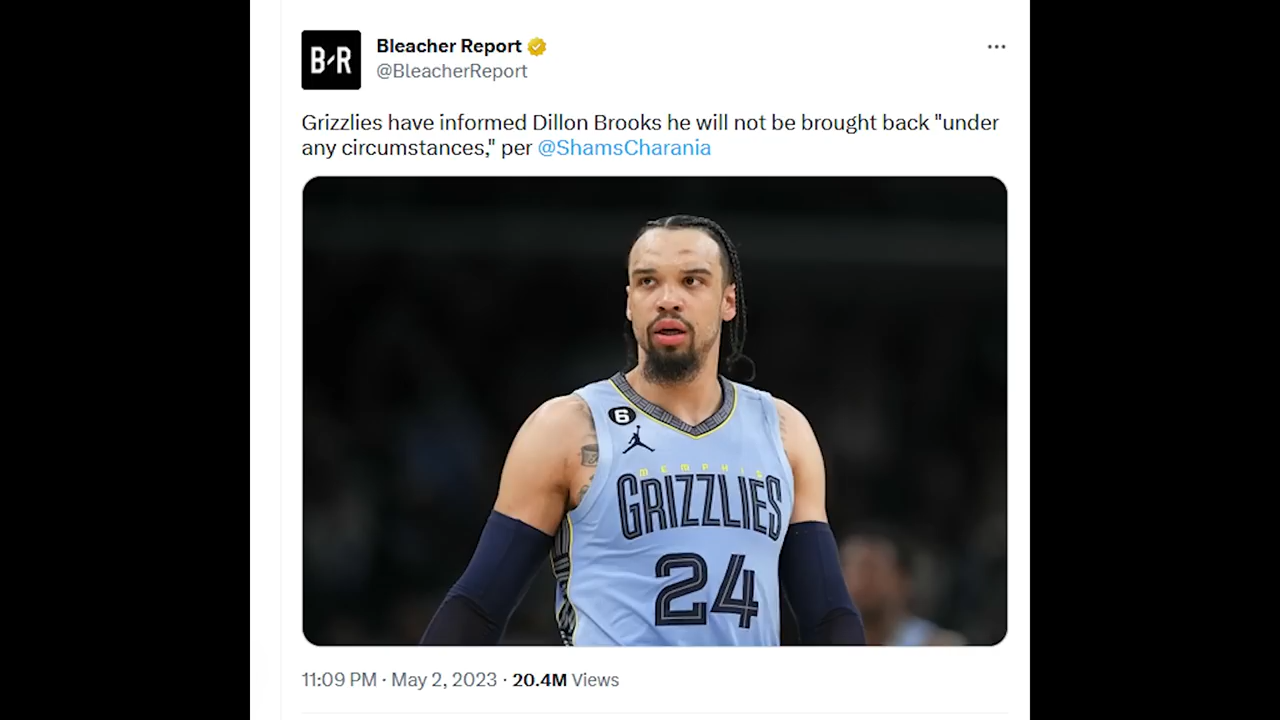 B/R
Bleacher Report
@BleacherReport
Grizzlies have informed Dillon Brooks he will not be brought back "under
any circumstances," per @ShamsCharania
6
MEMPHIS
GRIZZLIES
24
11:09 PM · May 2, 2023 · 20.4M Views